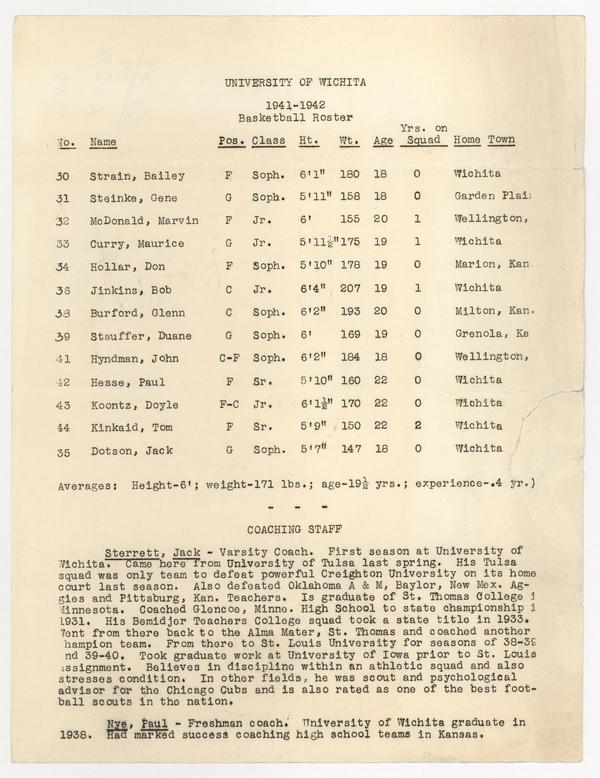 UNIVERSITY OF WICHITA
1941-1942
Basketball Roster
Yrs. on
No. Name Pos. Class Ht. Wt. Age Squad Home Town
30 Strain, Bailey F Soph. 6'1" 180 18 0 Wichita
31 Steinke, Gene G Soph. 5'11" 158 18 0 Garden Plai
32 McDonald, Marvin F Jr. 6' 155 20 1 Wellington,
33 Curry, Maurice G Jr. 5'11½" 175 19 1 Wichita
34 Hollar, Don F Soph. 5'10" 178 19 0 Marion, Kan
36 Jinkins, Bob C Jr. 6'4" 207 19 1 Wichita
38 Burford, Glenn C Soph. 6'2" 193 20 0 Milton, Kan.
39 Stauffer, Duane G Soph. 6' 169 19 0 Grenola, Ka
41 Hyndman, John C-F Soph. 6'2" 184 18 0 Wellington,
42 Hesse, Paul F Sr. 5'10" 160 22 0 Wichita
43 Koontz, Doyle F-C Jr. 6'1½" 170 22 0 Wichita
44 Kinkaid, Tom F Sr. 5'9" 150 22 2 Wichita
35 Dotson, Jack G Soph. 5'7" 147 18 0 Wichita
Averages: Height-6'; weight-171 lbs.; age-19½ yrs.; experience-.4 yr.)
- - -
COACHING STAFF
Sterrett, Jack - Varsity Coach. First season at University of
Wichita. Came here from University of Tulsa last spring. His Tulsa
squad was only team to defeat powerful Creighton University on its home
court last season. Also defeated Oklahoma A & M, Baylor, New Mex. Ag-
gies and Pittsburg, Kan. Teachers. Is graduate of St. Thomas College i
Minnesota. Coached Glencoe, Minne. High School to state championship i
1931. His Bemidjer Teachers College squad took a state title in 1933.
Went from there back to the Alma Mater, St. Thomas and coached another
hampion team. From there to St. Louis University for seasons of 38-39
nd 39-40. Took graduate work at University of Iowa prior to St. Louis
assignment. Believes in discipline within an athletic squad and also
stresses condition. In other fields, he was scout and psychological
advisor for the Chicago Cubs and is also rated as one of the best foot-
ball scouts in the nation.
Nye, Paul - Freshman coach. University of Wichita graduate in
1938. Had marked success coaching high school teams in Kansas.